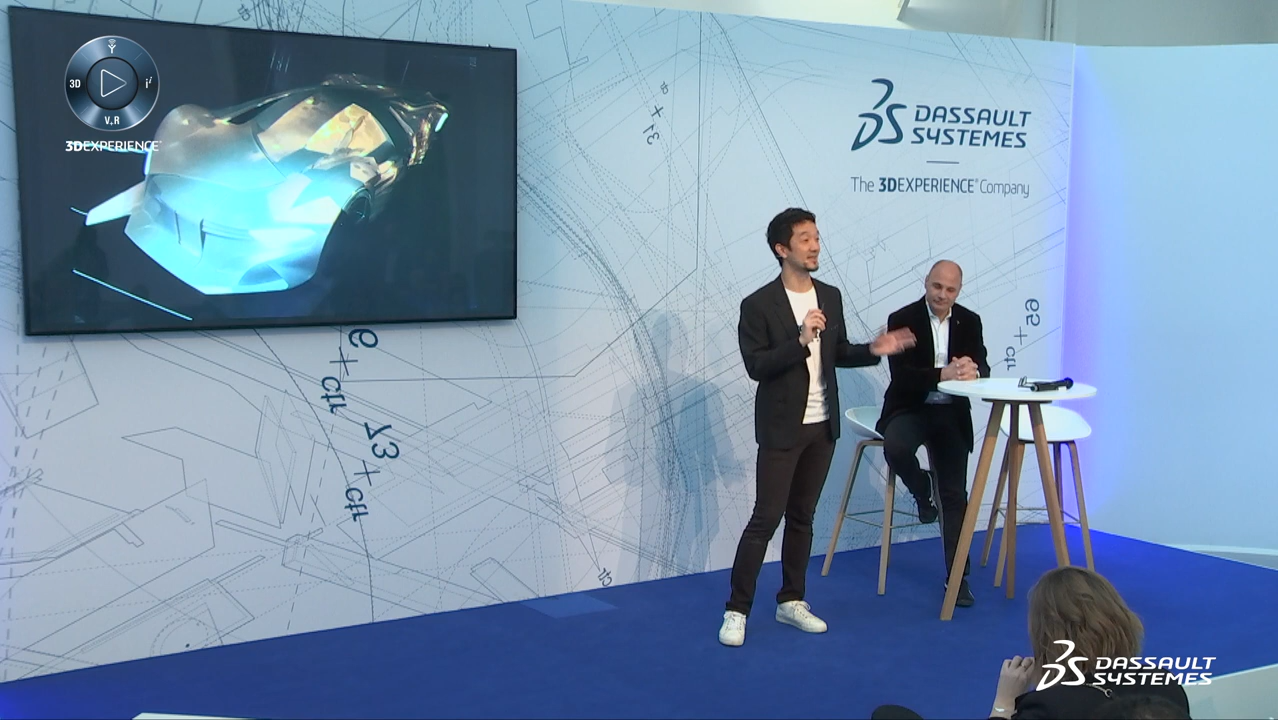 3D
i
V,R
3DEXPERIENCE
DASSAULT
SYSTEMES
The 3DEXPERIENCE® Company
DASSAULT
SYSTEMES